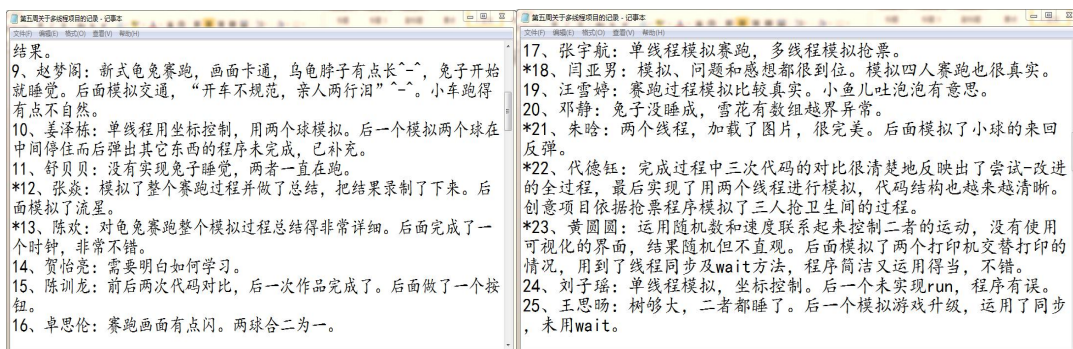 第五周关于多线程项目的记录 - 记事本
文件(F) 编辑(E) 格式(O) 查看(V) 帮助(H)
结果。
9、赵梦阁：新式龟兔赛跑，画面卡通，乌龟脖子有点长^-^，兔子开始
就睡觉。后面模拟交通，“开车不规范，亲人两行泪”^-^。小车跑得
有点不自然。
10、姜泽栋：单线程用坐标控制，用两个球模拟。后一个模拟两个球在
中间停住而后弹出其它东西的程序未完成，已补充。
11、舒贝贝：没有实现兔子睡觉，两者一直在跑。
*12、张焱：模拟了整个赛跑过程并做了总结，把结果录制了下来。后
面模拟了流星。
*13、陈欢：对龟兔赛跑整个模拟过程总结得非常详细。后面完成了一
个时钟，非常不错。
14、贺怡亮：需要明白如何学习。
15、陈训龙：前后两次代码对比，后一次作品完成了。后面做了一个按
钮。
16、卓思伦：赛跑画面有点闪。两球合二为一。
第五周关于多线程项目的记录 - 记事本
文件(F) 编辑(E) 格式(O) 查看(V) 帮助(H)
17、张宇航：单线程模拟赛跑，多线程模拟抢票。
*18、闫亚男：模拟、问题和感想都很到位。模拟四人赛跑也很真实。
19、汪雪婷：赛跑过程模拟比较真实。小鱼儿吐泡泡有意思。
20、邓静：兔子没睡成，雪花有数组越界异常。
*21、朱晗：两个线程，加载了图片，很完美。后面模拟了小球的来回
反弹。
*22、代德钰：完成过程中三次代码的对比很清楚地反映出了尝试-改进
的全过程，最后实现了用两个线程进行模拟，代码结构也越来越清晰。
创意项目依据抢票程序模拟了三人抢卫生间的过程。
*23、黄圆圆：运用随机数和速度联系起来控制二者的运动，没有使用
可视化的界面，结果随机但不直观。后面模拟了两个打印机交替打印的
情况，用到了线程同步及wait方法，程序简洁又运用得当，不错。
24、刘子瑶：单线程模拟，坐标控制。后一个未实现run，程序有误。
25、王思旸：树够大，二者都睡了。后一个模拟游戏升级，运用了同步
，未用wait。